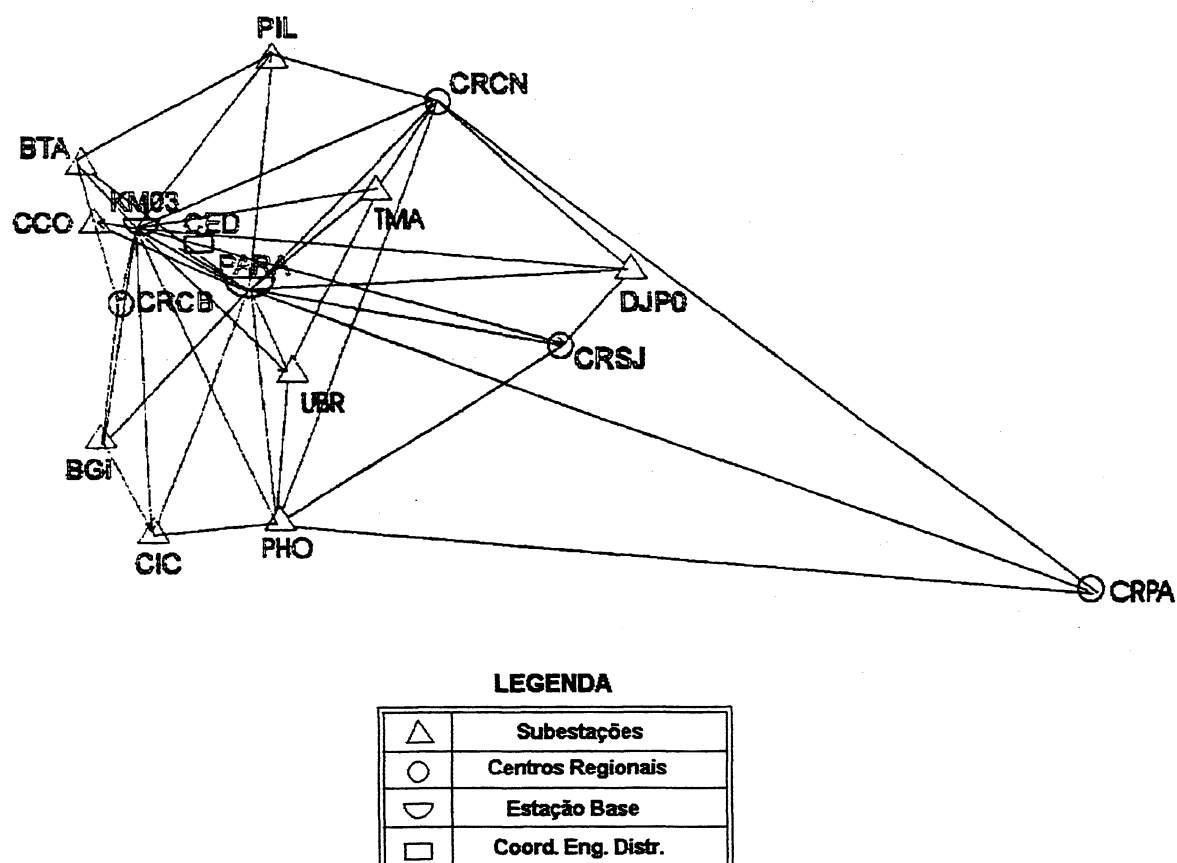 PIL
CRCN
BTA
KM03
CCO
CED
TMA
PARA
CRCB
DJP0
CRSJ
UBR
BGI
PHO
CIC
CRPA
LEGENDA
Subestações
Centros Regionais
Estação Base
Coord. Eng. Distr.